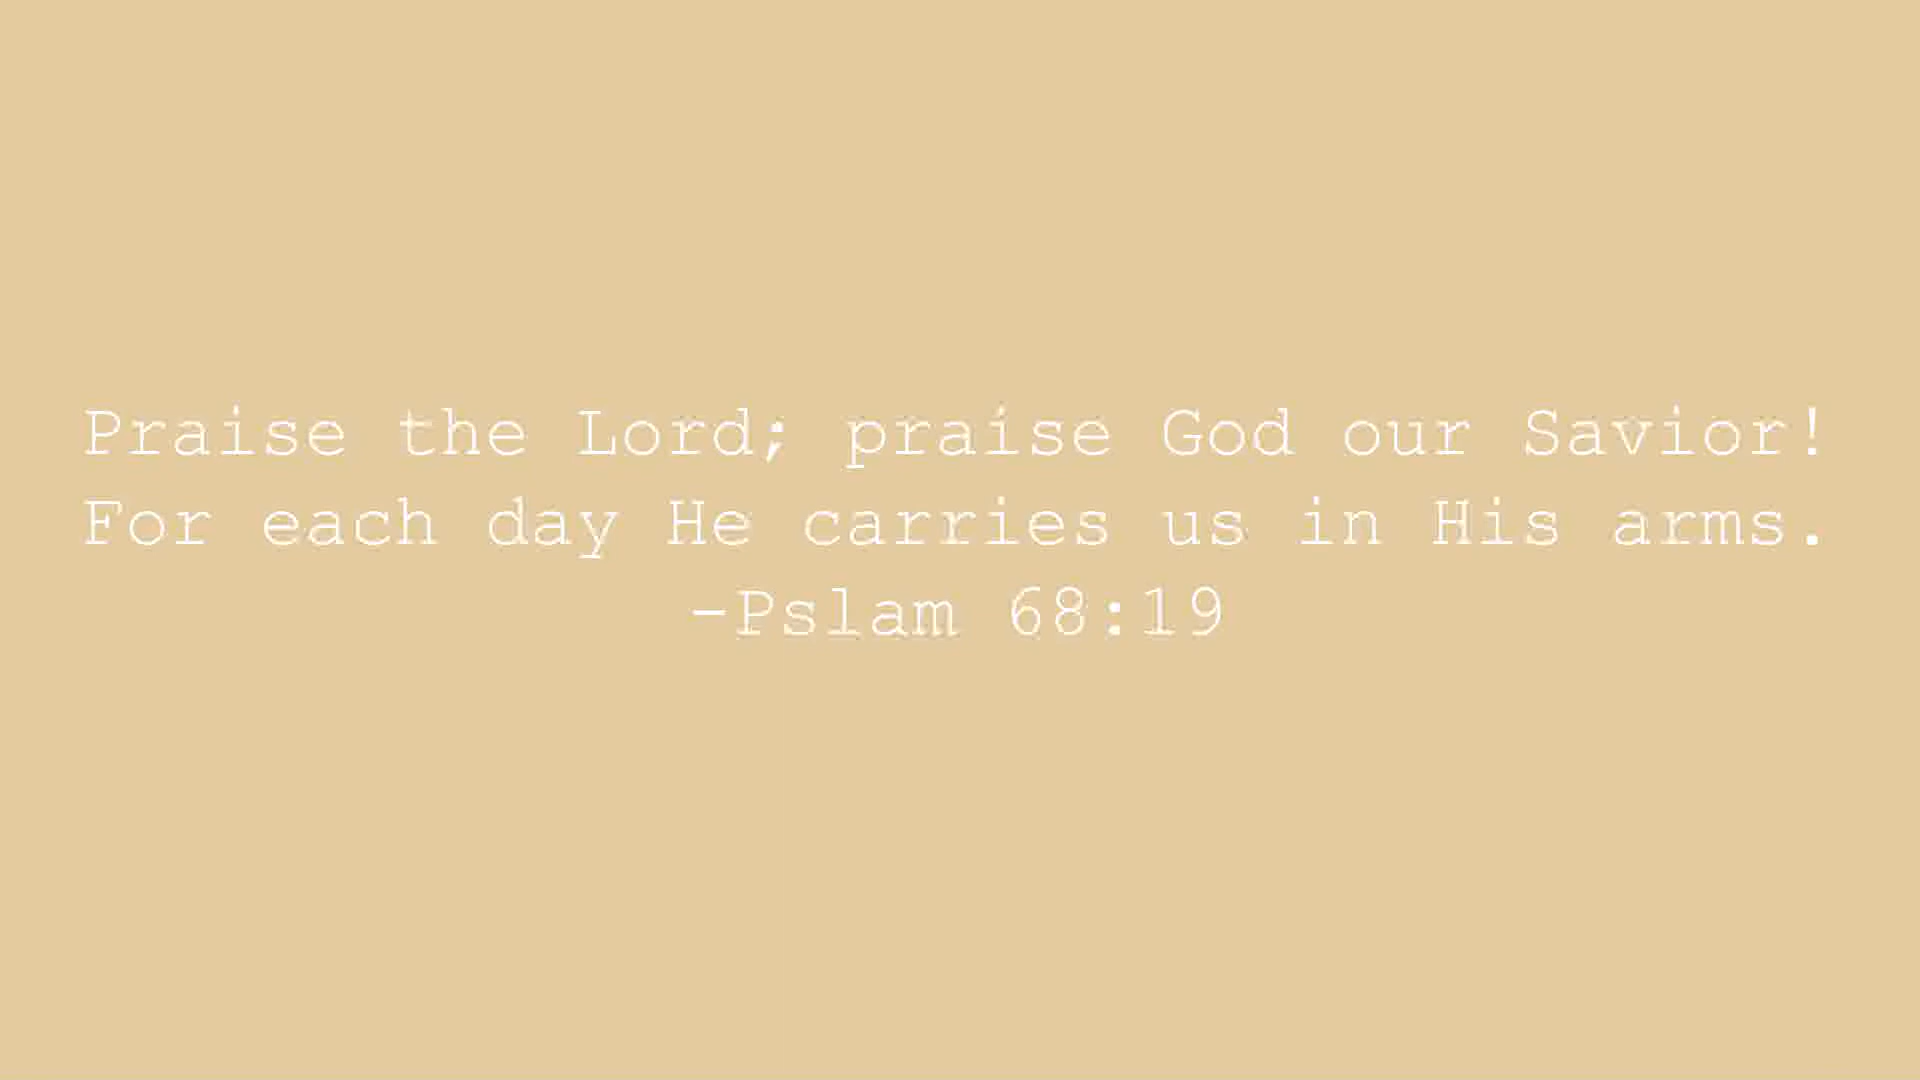 Praise the Lord; praise God our Savior!
For each day He carries us in His arms.
-Pslam 68:19